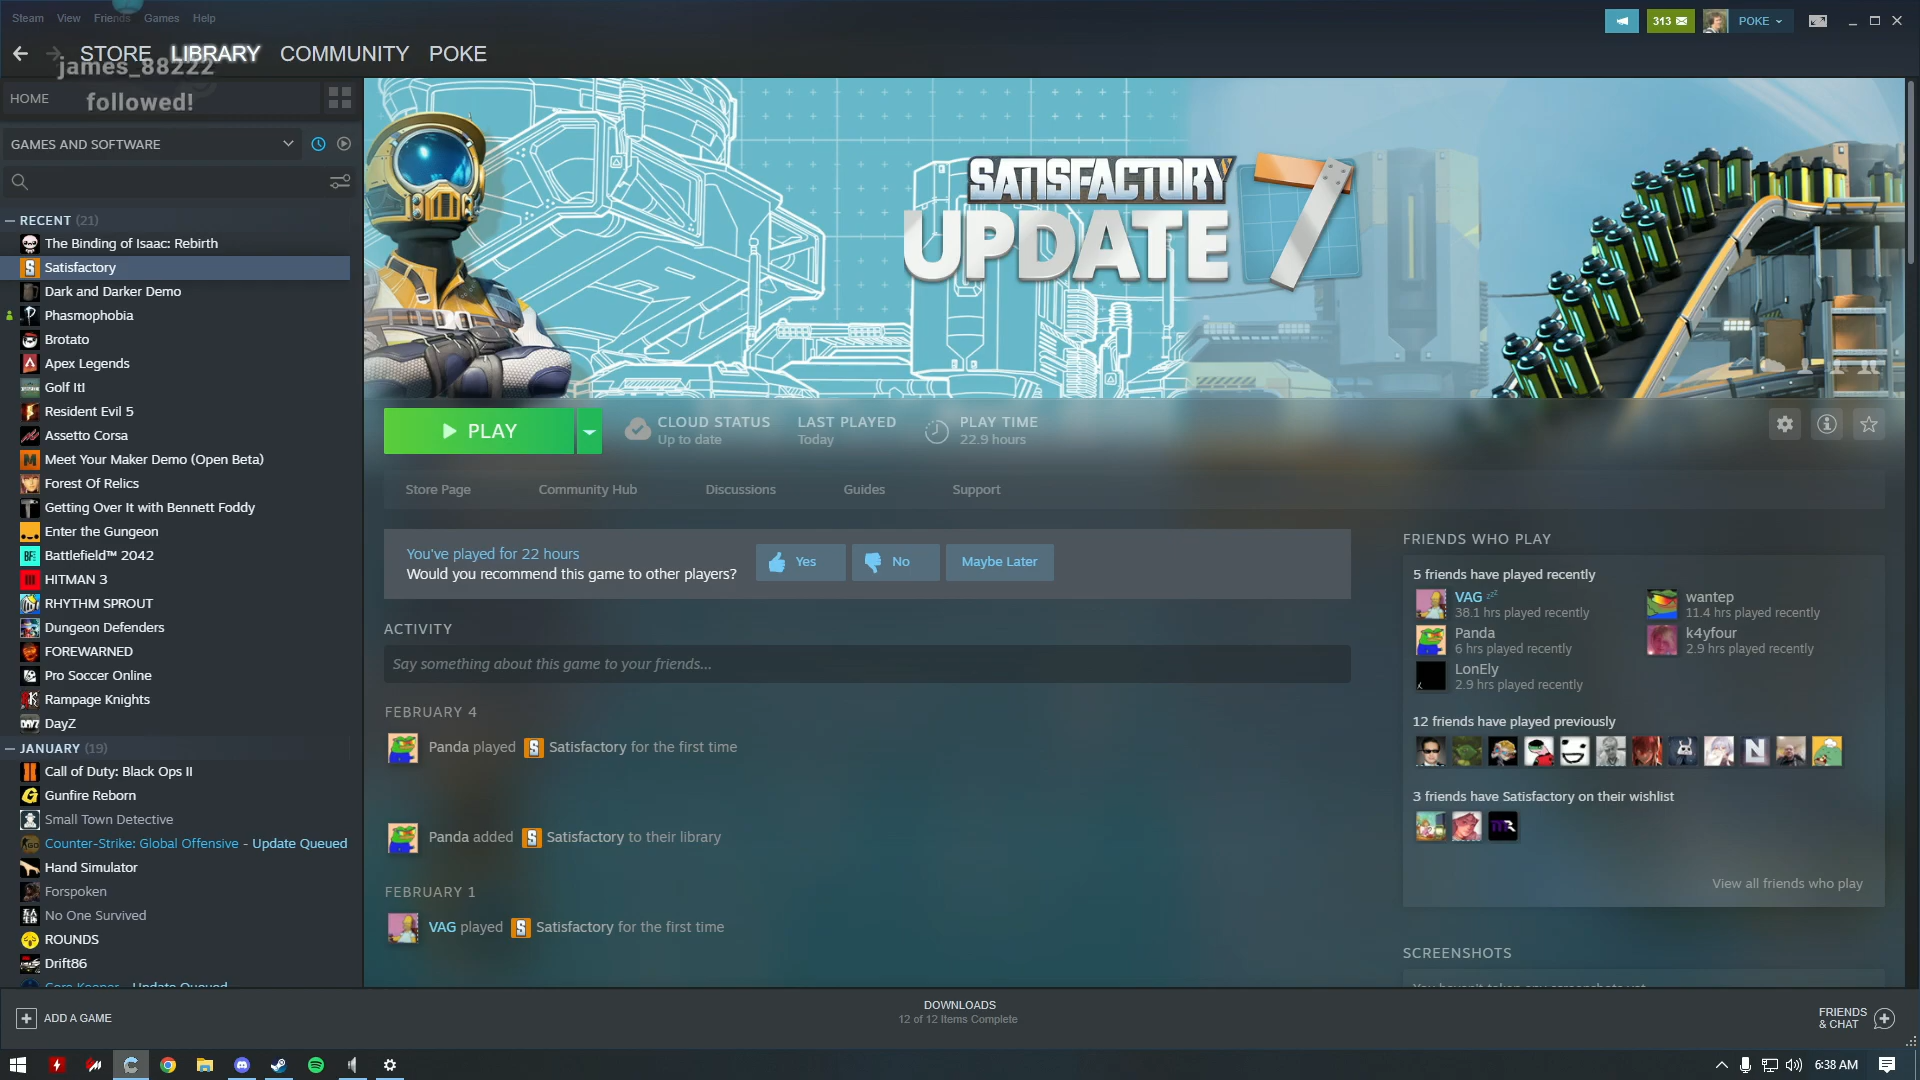 Steam View Friends Games Help
313
POKE
STORE LIBRARY COMMUNITY POKE
james_88222
followed!
HOME
GAMES AND SOFTWARE
RECENT (21)
The Binding of Isaac: Rebirth
Satisfactory
Dark and Darker Demo
Phasmophobia
Brotato
Apex Legends
Golf It!
Resident Evil 5
Assetto Corsa
Meet Your Maker Demo (Open Beta)
Forest Of Relics
Getting Over It with Bennett Foddy
Enter the Gungeon
Battlefield™ 2042
HITMAN 3
RHYTHM SPROUT
Dungeon Defenders
FOREWARNED
Pro Soccer Online
Rampage Knights
DayZ
JANUARY (19)
Call of Duty: Black Ops II
Gunfire Reborn
Small Town Detective
Counter-Strike: Global Offensive - Update Queued
Hand Simulator
Forspoken
No One Survived
ROUNDS
Drift86
Core Keeper - Update Queued
SATISFACTORY
UPDATE 7
PLAY
CLOUD STATUS
Up to date
LAST PLAYED
Today
PLAY TIME
22.9 hours
Store Page Community Hub Discussions Guides Support
You've played for 22 hours
Would you recommend this game to other players?
Yes
No
Maybe Later
ACTIVITY
Say something about this game to your friends...
FEBRUARY 4
Panda played Satisfactory for the first time
Panda added Satisfactory to their library
FEBRUARY 1
VAG played Satisfactory for the first time
FRIENDS WHO PLAY
5 friends have played recently
VAG zzz
38.1 hrs played recently
wantep
11.4 hrs played recently
Panda
6 hrs played recently
k4yfour
2.9 hrs played recently
LonEly
2.9 hrs played recently
12 friends have played previously
3 friends have Satisfactory on their wishlist
View all friends who play
SCREENSHOTS
You haven't taken any screenshots yet
ADD A GAME
DOWNLOADS
12 of 12 Items Complete
FRIENDS
& CHAT
6:38 AM